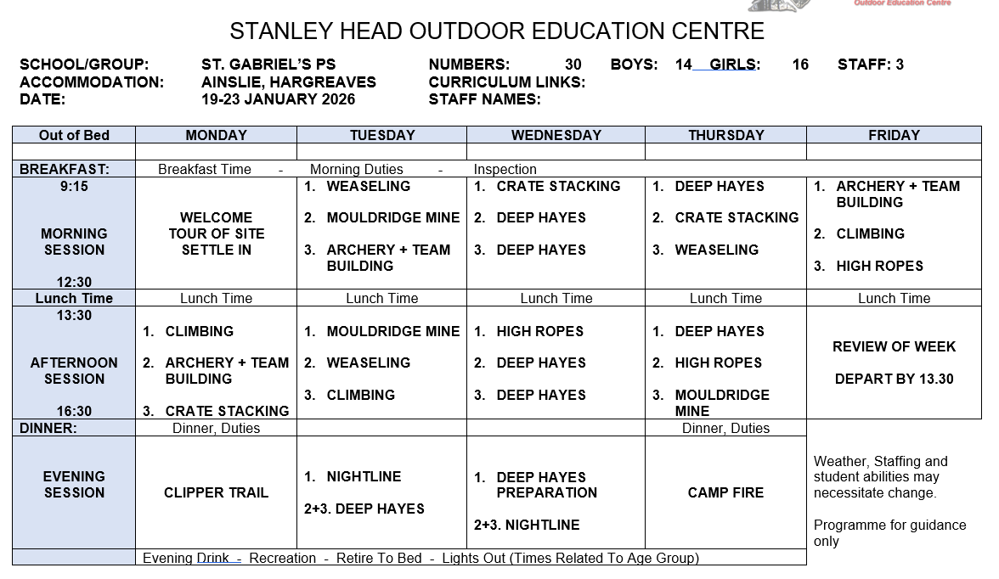 Outdoor Education Centre
STANLEY HEAD OUTDOOR EDUCATION CENTRE
SCHOOL/GROUP: ST. GABRIEL'S PS NUMBERS: 30 BOYS: 14 GIRLS: 16 STAFF: 3
ACCOMMODATION: AINSLIE, HARGREAVES CURRICULUM LINKS:
DATE: 19-23 JANUARY 2026 STAFF NAMES:
Out of Bed MONDAY TUESDAY WEDNESDAY THURSDAY FRIDAY
BREAKFAST: Breakfast Time - Morning Duties - Inspection
9:15
MORNING
SESSION
12:30
WELCOME
TOUR OF SITE
SETTLE IN
1. WEASELING
2. MOULDRIDGE MINE
3. ARCHERY + TEAM
BUILDING
1. CRATE STACKING
2. DEEP HAYES
3. DEEP HAYES
1. DEEP HAYES
2. CRATE STACKING
3. WEASELING
1. ARCHERY + TEAM
BUILDING
2. CLIMBING
3. HIGH ROPES
Lunch Time Lunch Time Lunch Time Lunch Time Lunch Time Lunch Time
13:30
AFTERNOON
SESSION
16:30
1. CLIMBING
2. ARCHERY + TEAM
BUILDING
3. CRATE STACKING
1. MOULDRIDGE MINE
2. WEASELING
3. CLIMBING
1. HIGH ROPES
2. DEEP HAYES
3. DEEP HAYES
1. DEEP HAYES
2. HIGH ROPES
3. MOULDRIDGE
MINE
REVIEW OF WEEK
DEPART BY 13.30
DINNER: Dinner, Duties Dinner, Duties
EVENING
SESSION
CLIPPER TRAIL
1. NIGHTLINE
2+3. DEEP HAYES
1. DEEP HAYES
PREPARATION
2+3. NIGHTLINE
CAMP FIRE
Weather, Staffing and
student abilities may
necessitate change.
Programme for guidance
only
Evening Drink - Recreation - Retire To Bed - Lights Out (Times Related To Age Group)